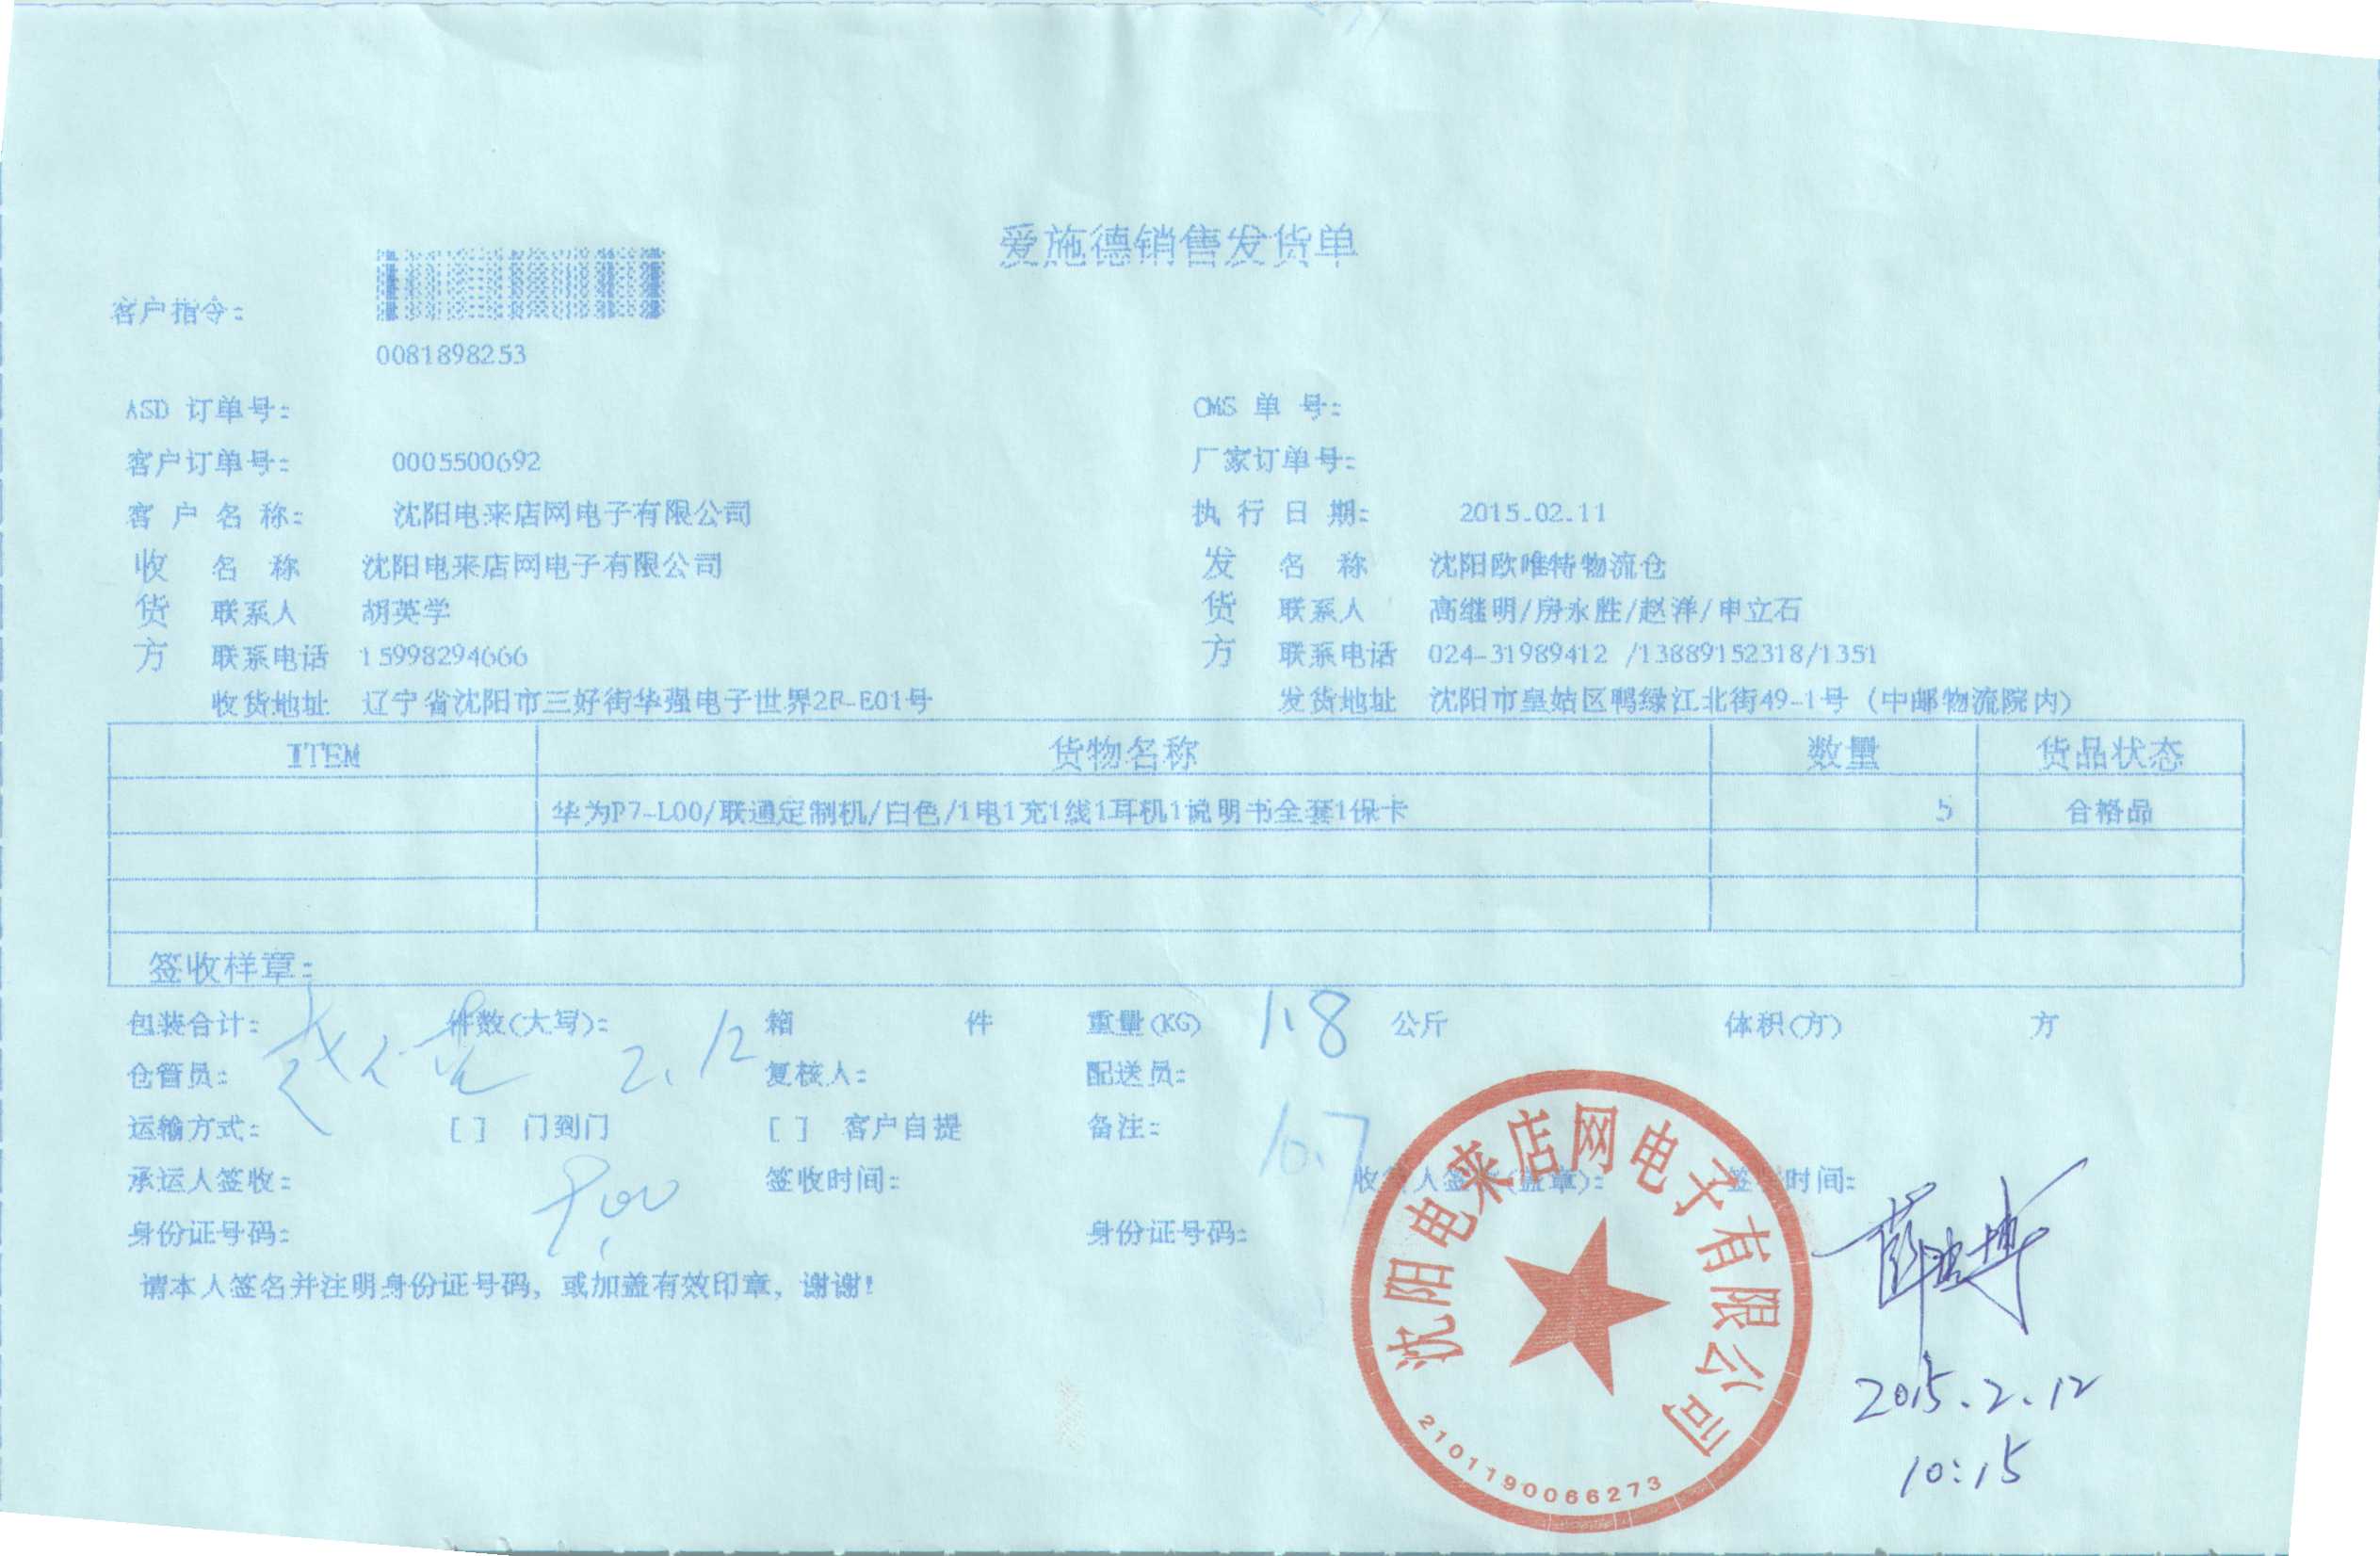 爱施德销售发货单
客户指令:
0081898253
ASD 订单号: OMS 单 号:
客户订单号: 0005500692 厂家订单号:
客 户 名 称: 沈阳电来店网电子有限公司 执 行 日 期: 2015.02.11
收 名 称 沈阳电来店网电子有限公司 发 名 称 沈阳欧唯特物流仓
货 联系人 胡英学 货 联系人 高继明/房永胜/赵洋/申立石
方 联系电话 15998294666 方 联系电话 024-31989412 /13889152318/1351
收货地址 辽宁省沈阳市三好街华强电子世界2F-E01号 发货地址 沈阳市皇姑区鸭绿江北街49-1号 (中邮物流院内)
ITEM 货物名称 数量 货品状态
华为P7-L00/联通定制机/白色/1电1充1线1耳机1说明书全套1保卡 5 合格品
签收样章:
包装合计: 件数(大写): 箱 件 重量(KG) 1.8 公斤 体积(方) 方
仓管员: 2.12 复核人: 配送员:
运输方式: [ ] 门到门 [ ] 客户自提 备注: 10.7
承运人签收: 签收时间: 收货人签收(盖章): 签收时间:
身份证号码: 身份证号码:
请本人签名并注明身份证号码, 或加盖有效印章, 谢谢!
沈阳电来店网电子有限公司
2101190066273
2015.2.12
10:15